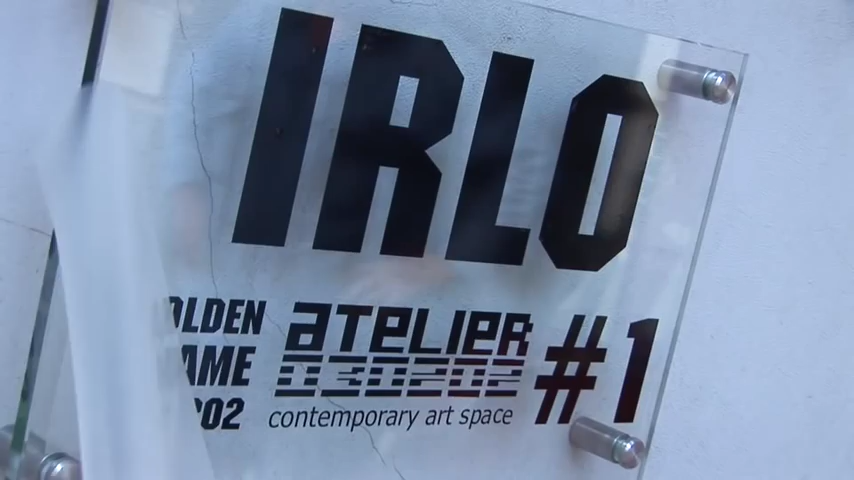 IRLO
OLDEN
AME
02
ATELIER
030202
contemporary art space
#1